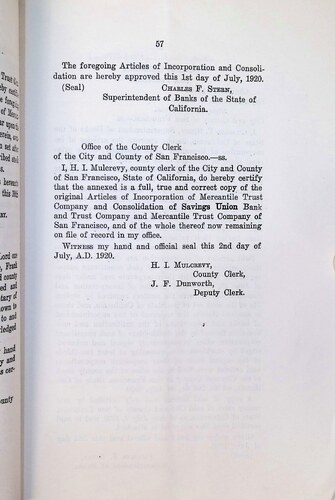 57
The foregoing Articles of Incorporation and Consoli-
dation are hereby approved this 1st day of July, 1920.
(Seal) CHARLES F. STERN,
Superintendent of Banks of the State of
California.
Office of the County Clerk
of the City and County of San Francisco.—ss.
I, H. I. Mulcrevy, county clerk of the City and County
of San Francisco, State of California, do hereby certify
that the annexed is a full, true and correct copy of the
original Articles of Incorporation of Mercantile Trust
Company and Consolidation of Savings Union Bank
and Trust Company and Mercantile Trust Company of
San Francisco, and of the whole thereof now remaining
on file of record in my office.
WITNESS my hand and official seal this 2nd day of
July, A.D. 1920.
H. I. MULCREVY,
County Clerk,
J. F. Dunworth,
Deputy Clerk.